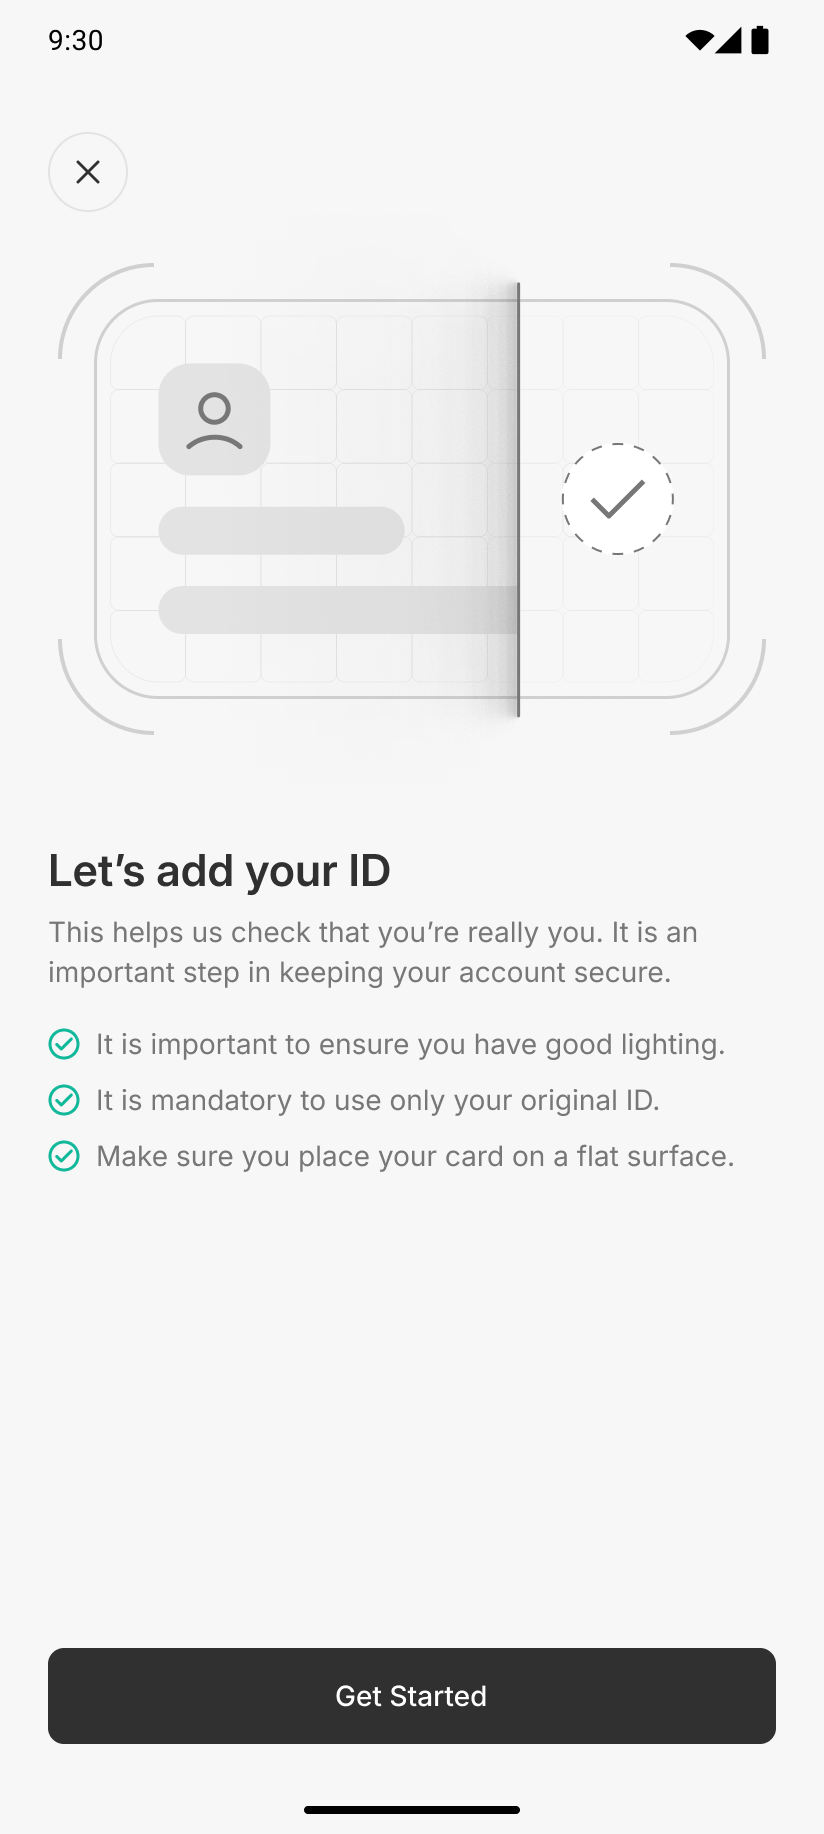 9:30
Let’s add your ID
This helps us check that you’re really you. It is an
important step in keeping your account secure.
It is important to ensure you have good lighting.
It is mandatory to use only your original ID.
Make sure you place your card on a flat surface.
Get Started